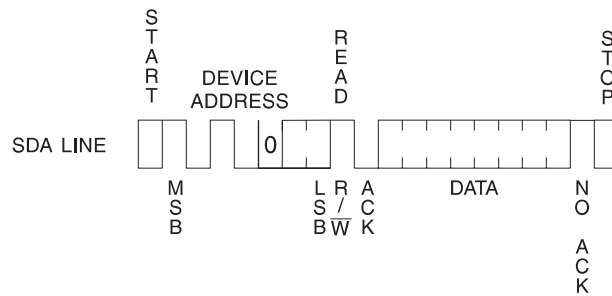 START
READ
STOP
DEVICE
ADDRESS
SDA LINE
0
MSB
LSB
R/W
ACK
DATA
NO ACK